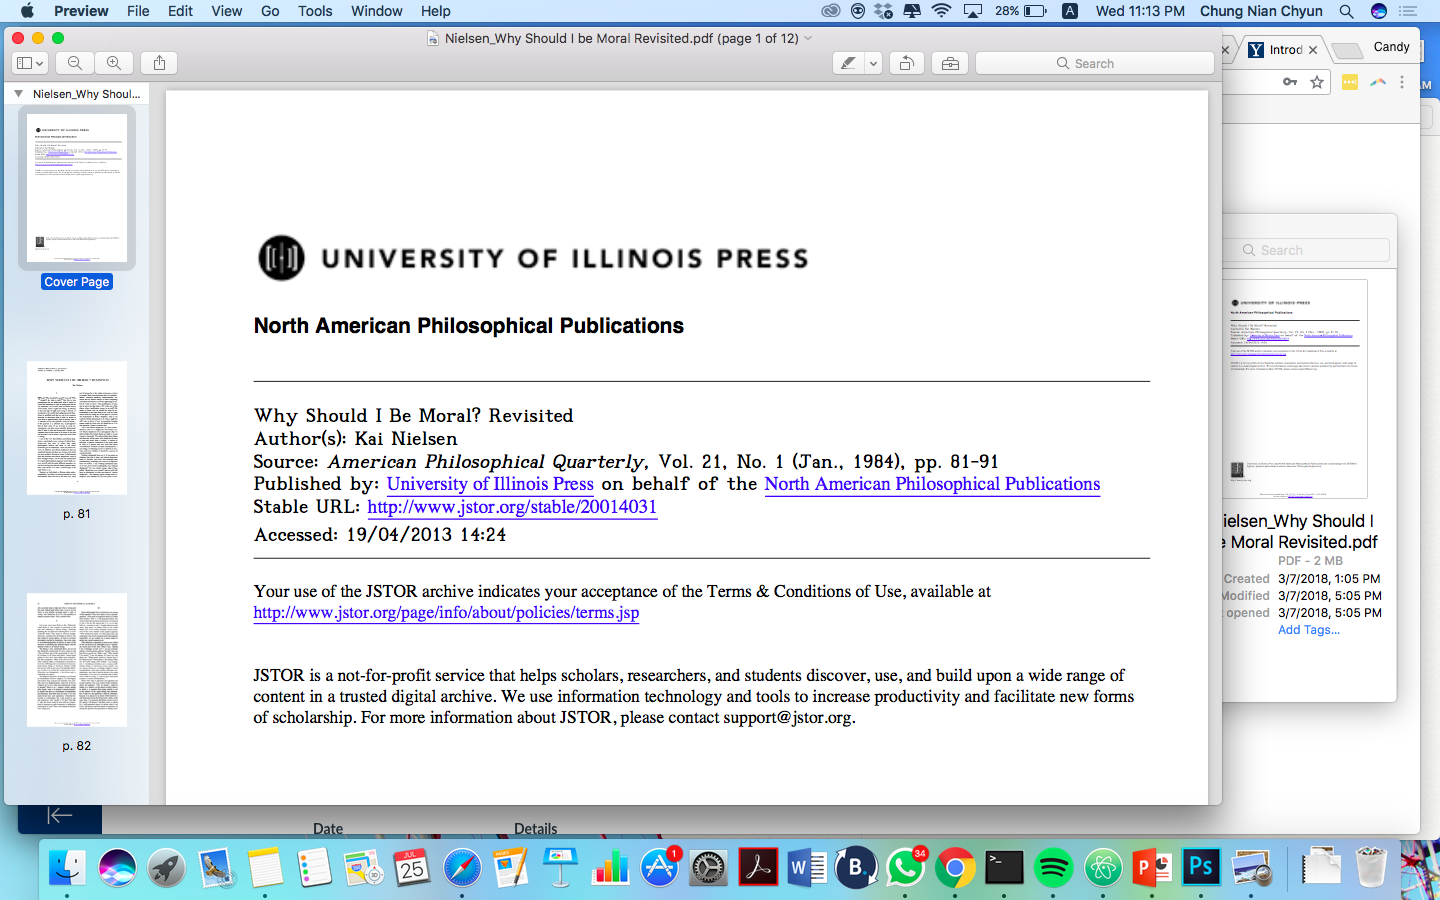 Preview File Edit View Go Tools Window Help
28% A Wed 11:13 PM Chung Nian Chyun
Nielsen_Why Should I be Moral Revisited.pdf (page 1 of 12)
Search
Nielsen_Why Shoul...
Cover Page
p. 81
p. 82
UNIVERSITY OF ILLINOIS PRESS
North American Philosophical Publications
Why Should I Be Moral? Revisited
Author(s): Kai Nielsen
Source: American Philosophical Quarterly, Vol. 21, No. 1 (Jan., 1984), pp. 81-91
Published by: University of Illinois Press on behalf of the North American Philosophical Publications
Stable URL: http://www.jstor.org/stable/20014031
Accessed: 19/04/2013 14:24
Your use of the JSTOR archive indicates your acceptance of the Terms & Conditions of Use, available at
http://www.jstor.org/page/info/about/policies/terms.jsp
JSTOR is a not-for-profit service that helps scholars, researchers, and students discover, use, and build upon a wide range of
content in a trusted digital archive. We use information technology and tools to increase productivity and facilitate new forms
of scholarship. For more information about JSTOR, please contact support@jstor.org.
Introd
Candy
AM
Search
UNIVERSITY OF ILLINOIS PRESS
North American Philosophical Publications
ielsen_Why Should I
e Moral Revisited.pdf
PDF - 2 MB
Created 3/7/2018, 1:05 PM
Modified 3/7/2018, 5:05 PM
opened 3/7/2018, 5:05 PM
Add Tags...
Date Details
JUL
25
1
34